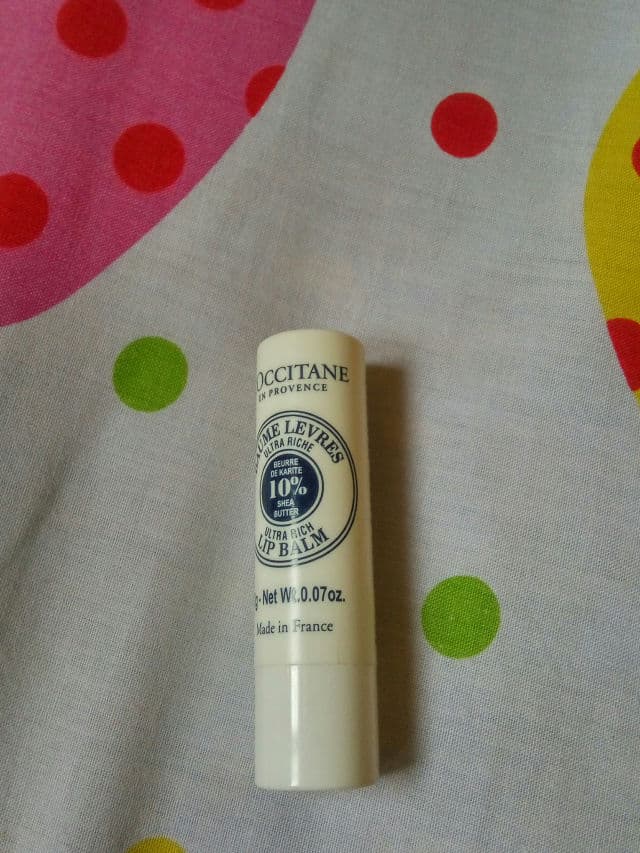 OCCITANE
EN PROVENCE
BAUME LEVRES
ULTRA RICHE
BEURRE
DE KARITE
10%
SHEA
BUTTER
ULTRA RICH
LIP BALM
g - Net Wt.0.07oz.
Made in France